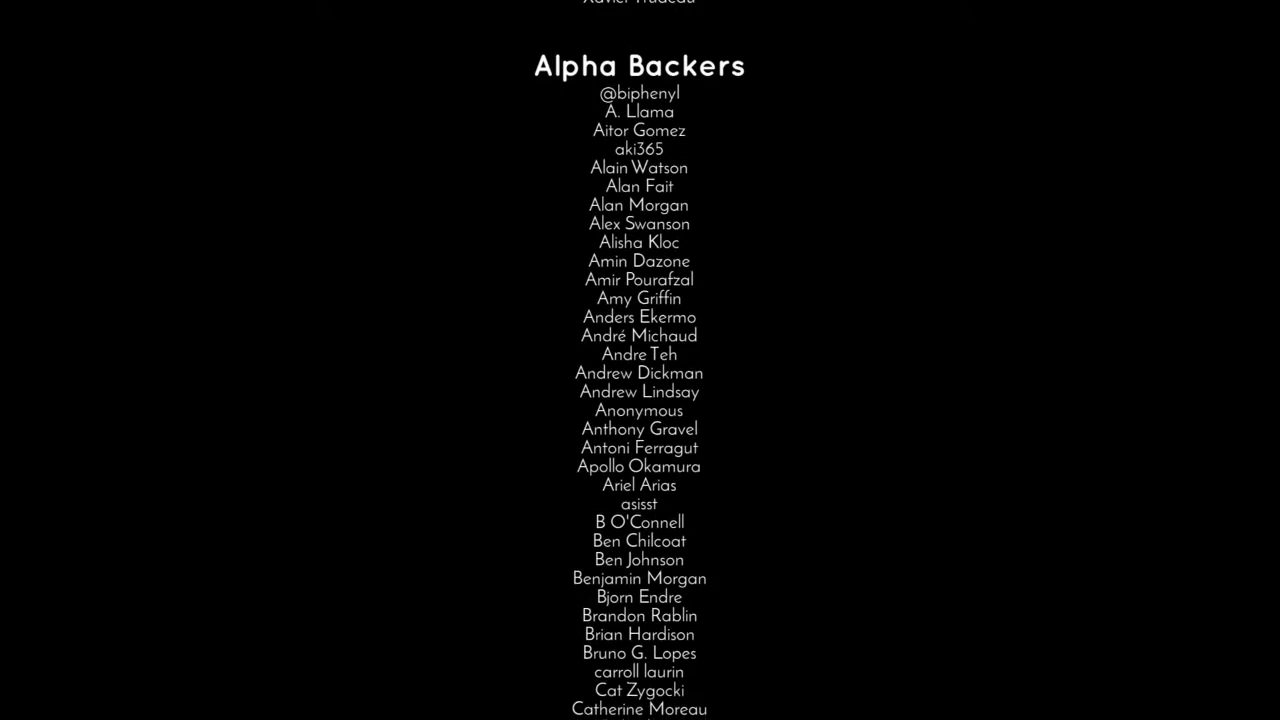 Xavier Trudeau
Alpha Backers
@biphenyl
A. Llama
Aitor Gomez
aki365
Alain Watson
Alan Fait
Alan Morgan
Alex Swanson
Alisha Kloc
Amin Dazone
Amir Pourafzal
Amy Griffin
Anders Ekermo
André Michaud
Andre Teh
Andrew Dickman
Andrew Lindsay
Anonymous
Anthony Gravel
Antoni Ferragut
Apollo Okamura
Ariel Arias
asisst
B O'Connell
Ben Chilcoat
Ben Johnson
Benjamin Morgan
Bjorn Endre
Brandon Rablin
Brian Hardison
Bruno G. Lopes
carroll laurin
Cat Zygocki
Catherine Moreau